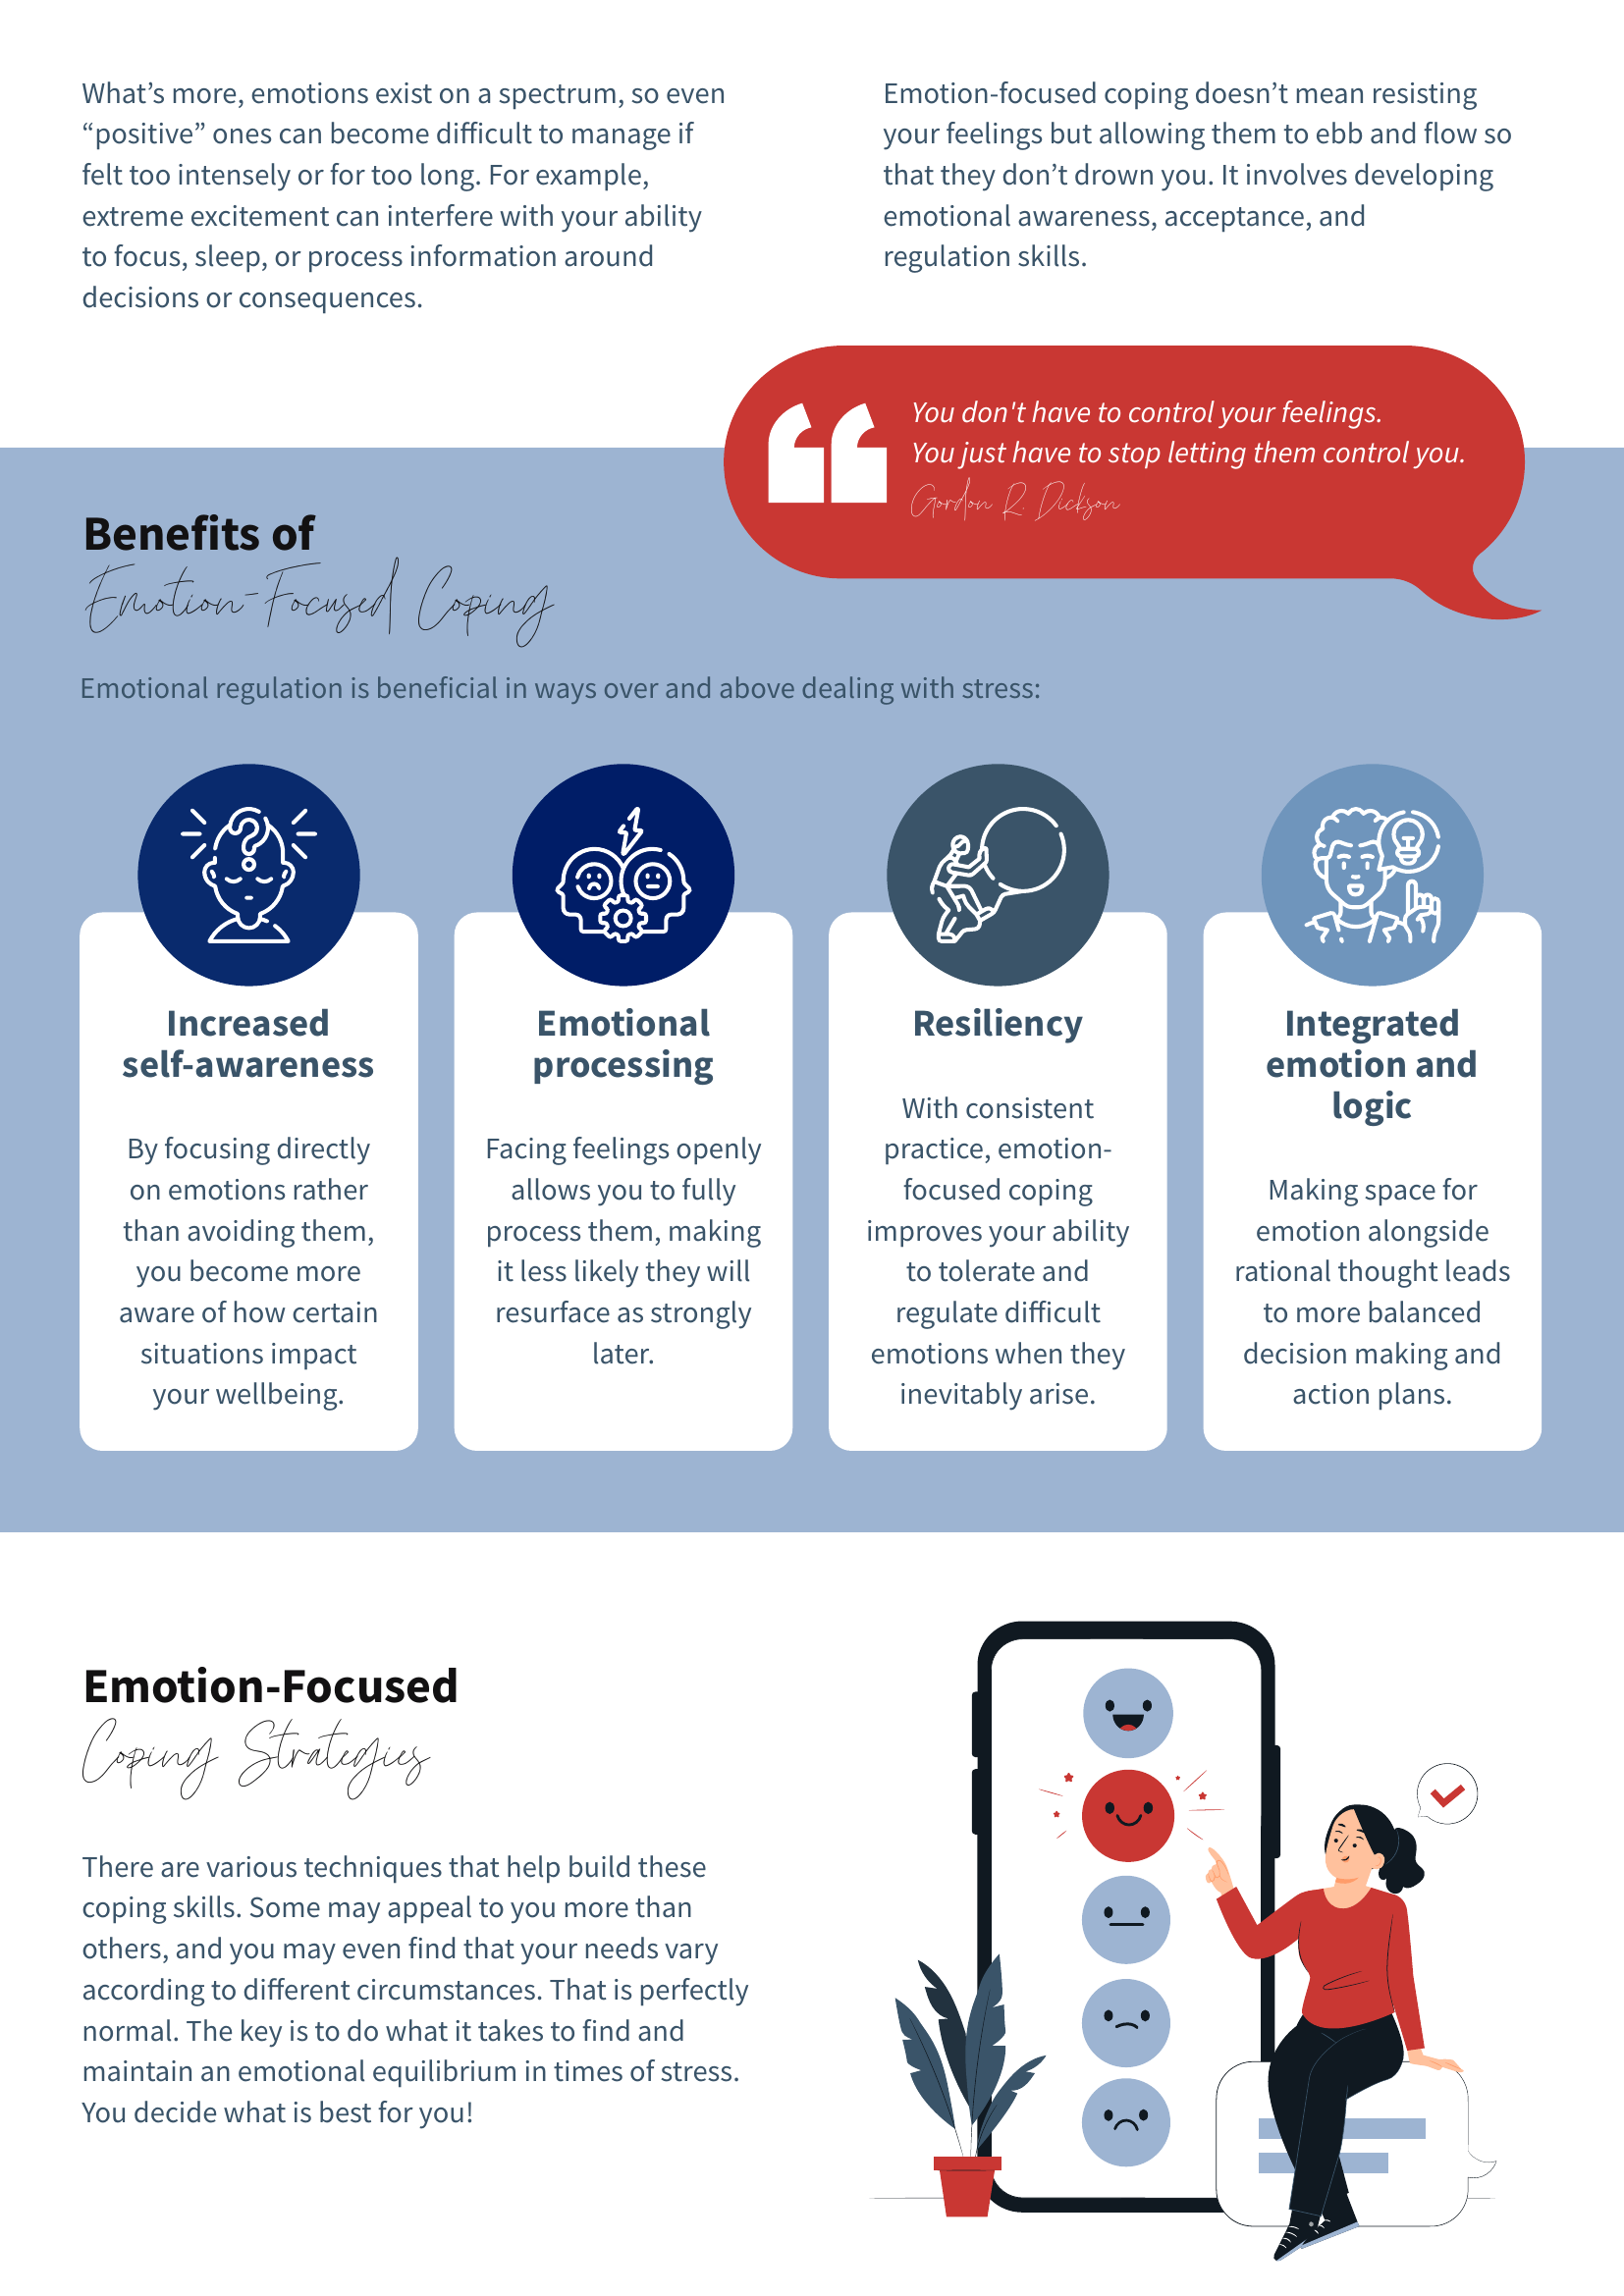 What’s more, emotions exist on a spectrum, so even
“positive” ones can become difficult to manage if
felt too intensely or for too long. For example,
extreme excitement can interfere with your ability
to focus, sleep, or process information around
decisions or consequences.
Emotion-focused coping doesn’t mean resisting
your feelings but allowing them to ebb and flow so
that they don’t drown you. It involves developing
emotional awareness, acceptance, and
regulation skills.
You don't have to control your feelings.
You just have to stop letting them control you.
Gordon R. Dickson
Benefits of
Emotion-Focused Coping
Emotional regulation is beneficial in ways over and above dealing with stress:
Increased
self-awareness
By focusing directly
on emotions rather
than avoiding them,
you become more
aware of how certain
situations impact
your wellbeing.
Emotional
processing
Facing feelings openly
allows you to fully
process them, making
it less likely they will
resurface as strongly
later.
Resiliency
With consistent
practice, emotion-
focused coping
improves your ability
to tolerate and
regulate difficult
emotions when they
inevitably arise.
Integrated
emotion and
logic
Making space for
emotion alongside
rational thought leads
to more balanced
decision making and
action plans.
Emotion-Focused
Coping Strategies
There are various techniques that help build these
coping skills. Some may appeal to you more than
others, and you may even find that your needs vary
according to different circumstances. That is perfectly
normal. The key is to do what it takes to find and
maintain an emotional equilibrium in times of stress.
You decide what is best for you!